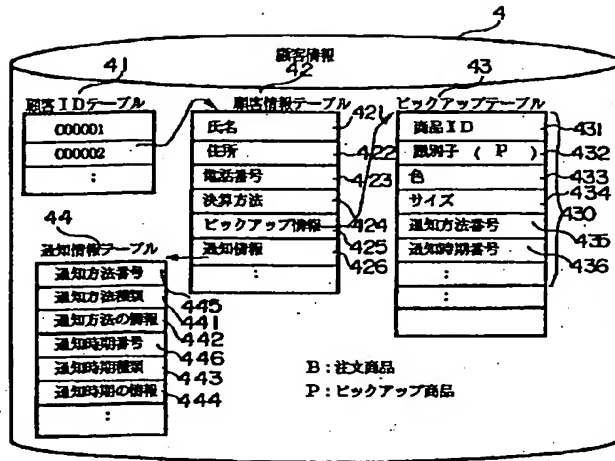 4
顧客情報
41
42
43
顧客IDテーブル
000001
000002
:
顧客情報テーブル
氏名
421
住所
422
電話番号
423
決算方法
424
ピックアップ情報
425
通知情報
426
:
ピックアップテーブル
商品ID
431
識別子 ( P )
432
色
433
サイズ
434
430
通知方法番号
435
通知時期番号
436
:
:
44
通知情報テーブル
通知方法番号
445
通知方法種類
441
通知方法の情報
442
通知時期番号
446
通知時期種類
443
通知時期の情報
444
:
B:注文商品
P:ピックアップ商品